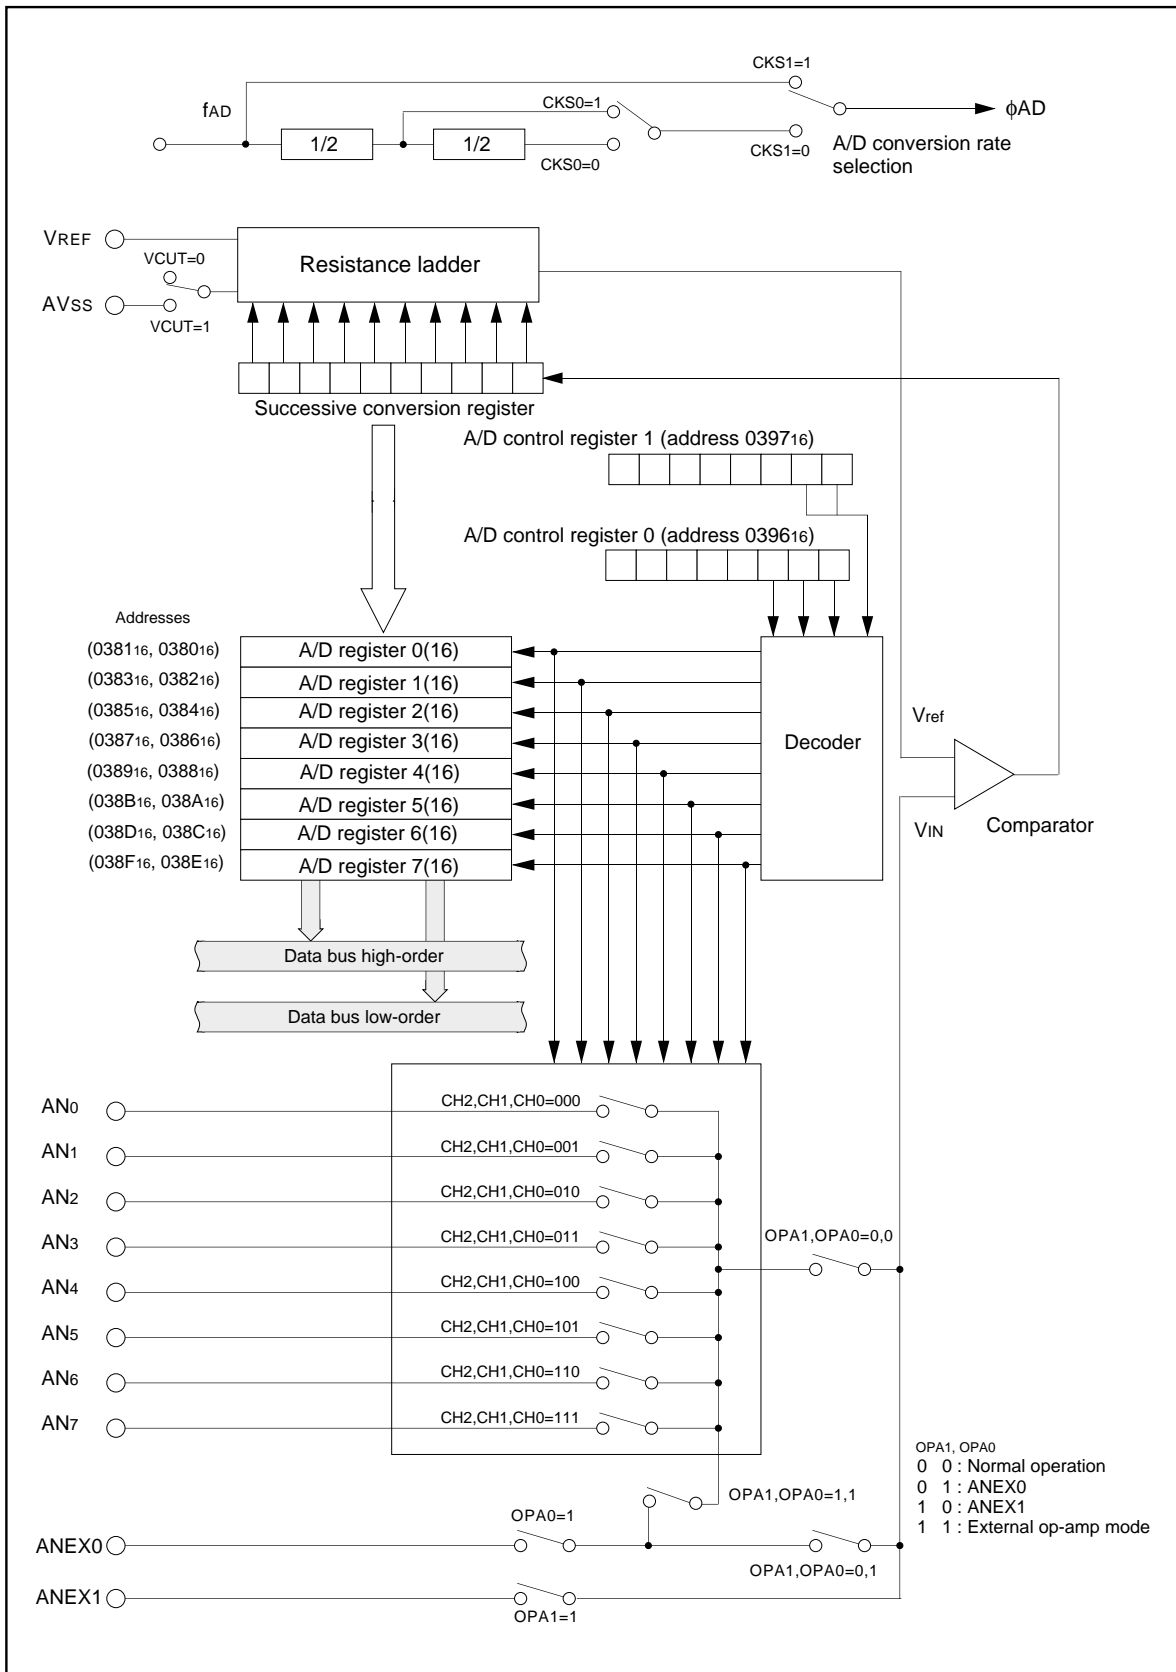 CKS1=1
fAD
CKS0=1
φAD
1/2
1/2
CKS0=0
CKS1=0
A/D conversion rate
selection
VREF
VCUT=0
Resistance ladder
AVss
VCUT=1
Successive conversion register
A/D control register 1 (address 039716)
A/D control register 0 (address 039616)
Addresses
(038116, 038016)
A/D register 0(16)
(038316, 038216)
A/D register 1(16)
(038516, 038416)
A/D register 2(16)
(038716, 038616)
A/D register 3(16)
(038916, 038816)
A/D register 4(16)
(038B16, 038A16)
A/D register 5(16)
(038D16, 038C16)
A/D register 6(16)
(038F16, 038E16)
A/D register 7(16)
Decoder
Vref
VIN
Comparator
Data bus high-order
Data bus low-order
AN0
CH2,CH1,CH0=000
AN1
CH2,CH1,CH0=001
AN2
CH2,CH1,CH0=010
AN3
CH2,CH1,CH0=011
OPA1,OPA0=0,0
AN4
CH2,CH1,CH0=100
AN5
CH2,CH1,CH0=101
AN6
CH2,CH1,CH0=110
AN7
CH2,CH1,CH0=111
OPA1, OPA0
0 0 : Normal operation
0 1 : ANEX0
1 0 : ANEX1
1 1 : External op-amp mode
OPA1,OPA0=1,1
OPA0=1
ANEX0
OPA1,OPA0=0,1
ANEX1
OPA1=1